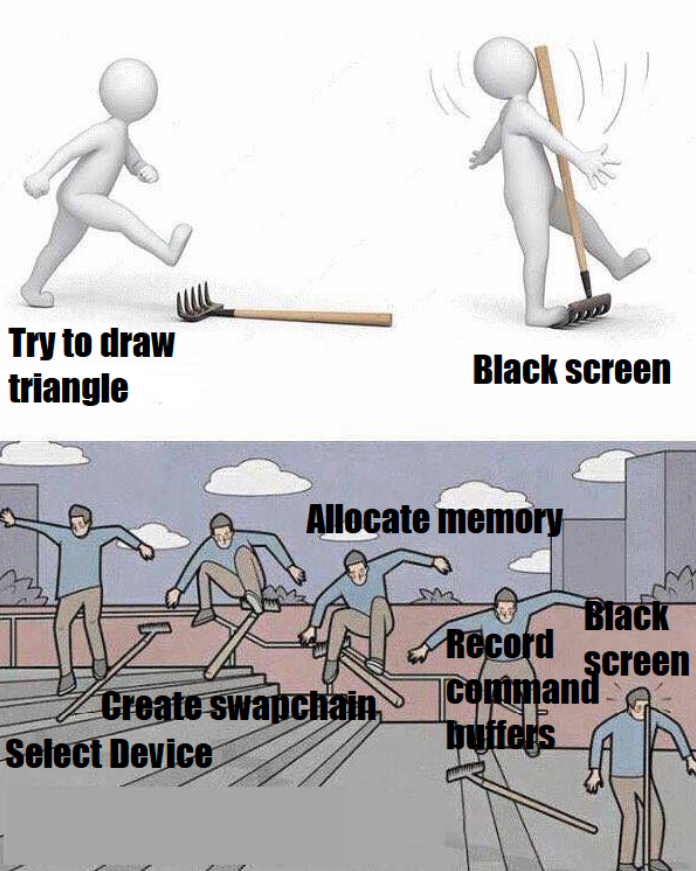 Try to draw
triangle
Black screen
Allocate memory
Black
screen
Record
command
buffers
Create swapchain
Select Device